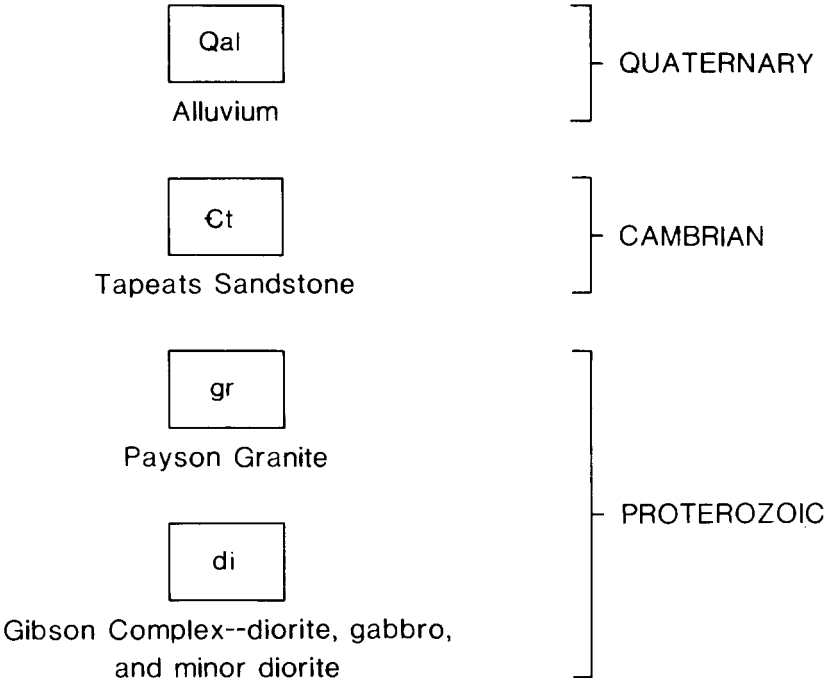 Qal
Alluvium
QUATERNARY
Ꞓt
Tapeats Sandstone
CAMBRIAN
gr
Payson Granite
di
Gibson Complex--diorite, gabbro,
and minor diorite
PROTEROZOIC